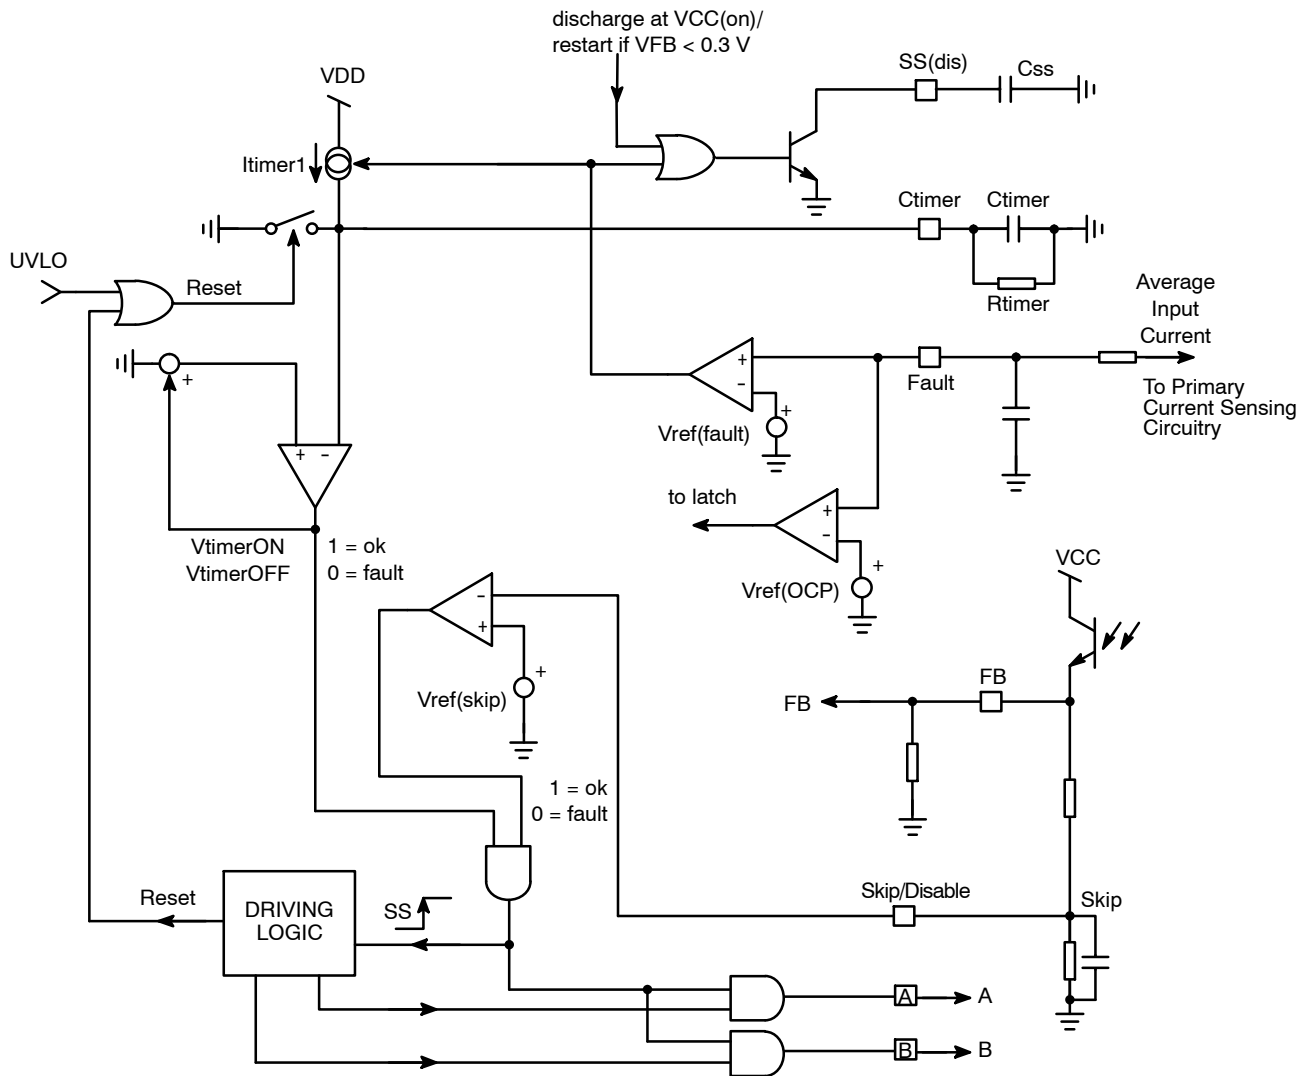 discharge at VCC(on)/
restart if VFB < 0.3 V
VDD
SS(dis)
Css
Itimer1
Ctimer
Ctimer
UVLO
Reset
Rtimer
Average
Input
Current
+
+
-
+
Fault
To Primary
Current Sensing
Circuitry
Vref(fault)
+ -
to latch
+
-
VtimerON
VtimerOFF
1 = ok
0 = fault
+
Vref(OCP)
VCC
-
+
+
Vref(skip)
FB
FB
1 = ok
0 = fault
Reset
DRIVING
LOGIC
SS
Skip/Disable
Skip
A
A
B
B